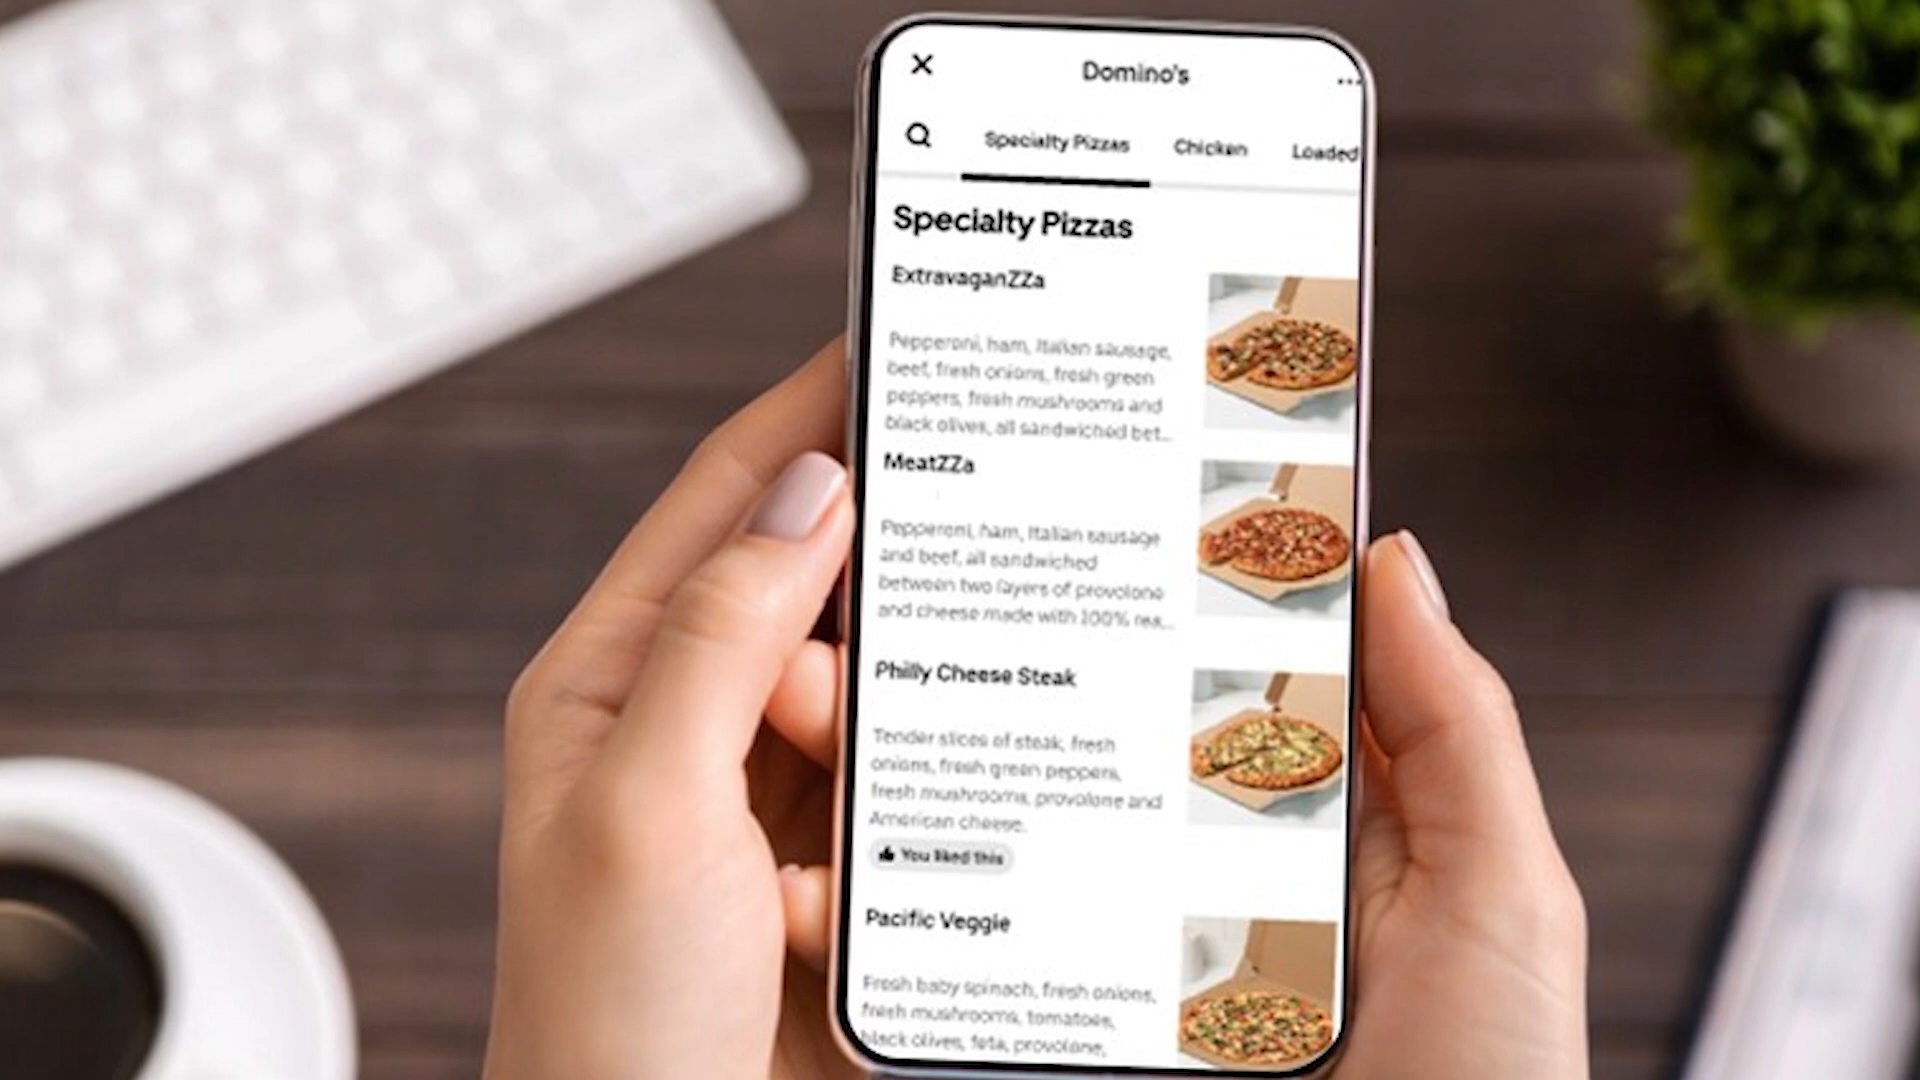 Domino's
Specialty Pizzas
Chicken
Loaded
Specialty Pizzas
ExtravaganZZa
Pepperoni, ham, Italian sausage,
beef, fresh onions, fresh green
peppers, fresh mushrooms and
black olives, all sandwiched bet...
MeatZZa
Pepperoni, ham, Italian sausage
and beef, all sandwiched
between two layers of provolone
and cheese made with 100% rea...
Philly Cheese Steak
Tender slices of steak, fresh
onions, fresh green peppers,
fresh mushrooms, provolone and
American cheese.
You liked this
Pacific Veggie
Fresh baby spinach, fresh onions,
fresh mushrooms, tomatoes,
black olives, feta, provolone,